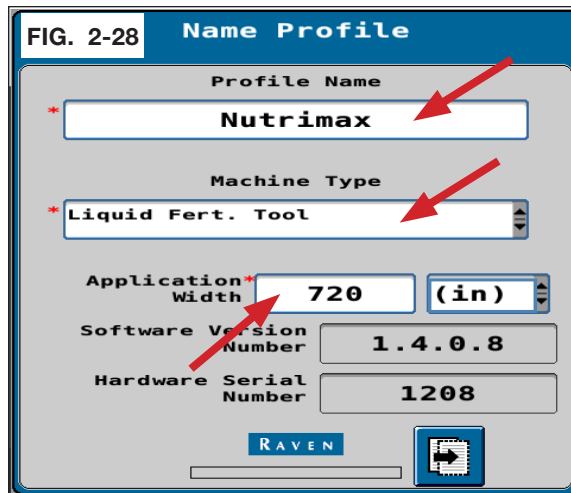 FIG. 2-28
Name Profile
Profile Name
* Nutrimax
Machine Type
* Liquid Fert. Tool
Application* 720 (in)
Width
Software Version 1.4.0.8
Number
Hardware Serial 1208
Number
RAVEN